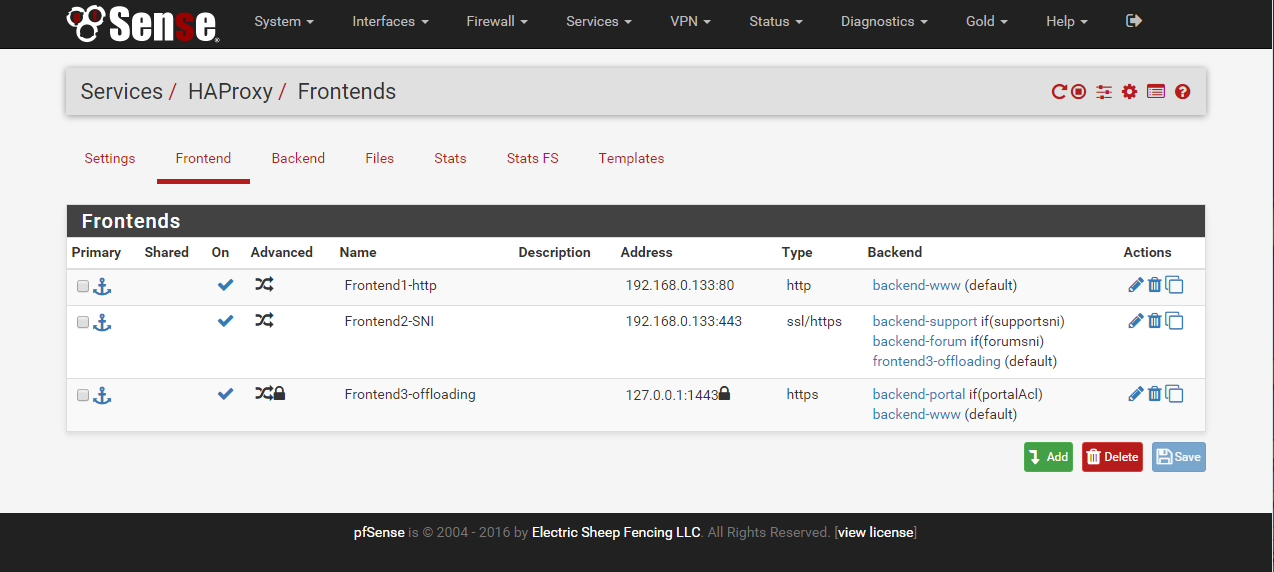 Sense
System Interfaces Firewall Services VPN Status Diagnostics Gold Help
Services / HAProxy / Frontends
Settings Frontend Backend Files Stats Stats FS Templates
Frontends
Primary Shared On Advanced Name Description Address Type Backend Actions
Frontend1-http 192.168.0.133:80 http backend-www (default)
Frontend2-SNI 192.168.0.133:443 ssl/https backend-support if(supportsni)
backend-forum if(forumsni)
frontend3-offloading (default)
Frontend3-offloading 127.0.0.1:1443 https backend-portal if(portalAcl)
backend-www (default)
Add Delete Save
pfSense is © 2004 - 2016 by Electric Sheep Fencing LLC. All Rights Reserved. [view license]